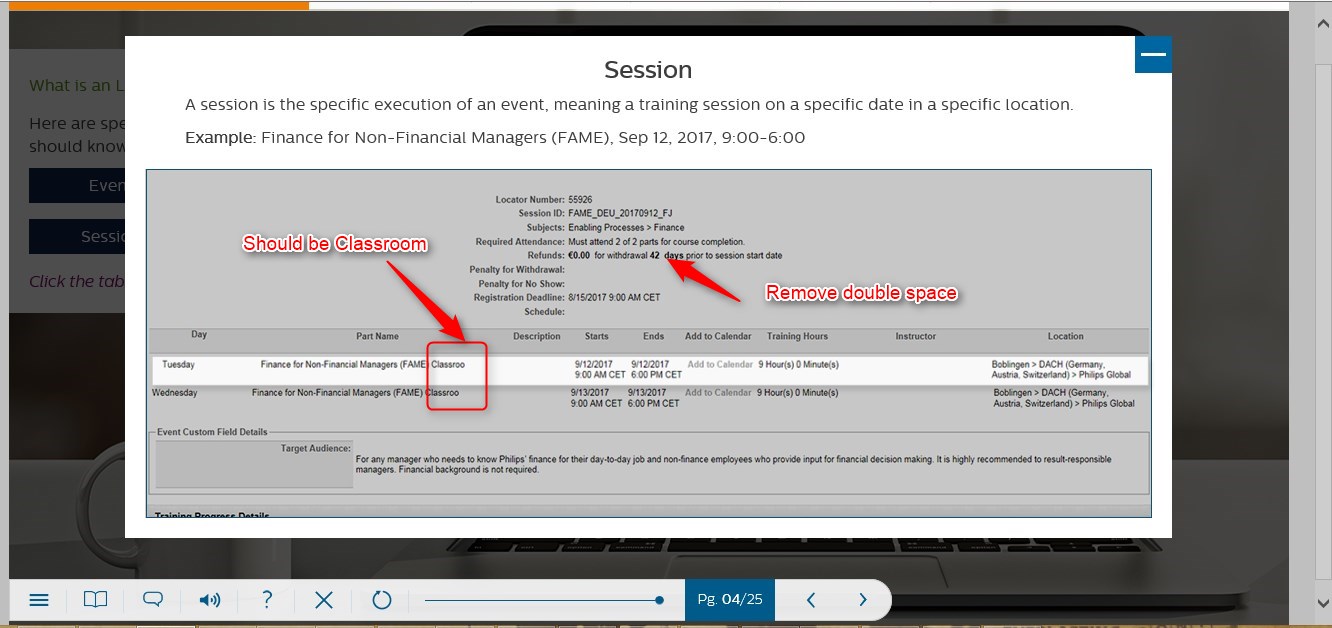 Session
A session is the specific execution of an event, meaning a training session on a specific date in a specific location.
Example: Finance for Non-Financial Managers (FAME), Sep 12, 2017, 9:00-6:00
What is an L
Here are spe
should know
Even
Sessio
Click the tab
Locator Number: 55926
Session ID: FAME_DEU_20170912_FJ
Subjects: Enabling Processes > Finance
Required Attendance: Must attend 2 of 2 parts for course completion.
Refunds: €0.00  for withdrawal 42  days prior to session start date
Penalty for Withdrawal:
Penalty for No Show:
Registration Deadline: 8/15/2017 9:00 AM CET
Schedule:
Should be Classroom
Remove double space
Day Part Name Description Starts Ends Add to Calendar Training Hours Instructor Location
Tuesday Finance for Non-Financial Managers (FAME) Classroo 9/12/2017 9/12/2017 Add to Calendar 9 Hour(s) 0 Minute(s) Boblingen > DACH (Germany,
9:00 AM CET 6:00 PM CET Austria, Switzerland) > Philips Global
Wednesday Finance for Non-Financial Managers (FAME) Classroo 9/13/2017 9/13/2017 Add to Calendar 9 Hour(s) 0 Minute(s) Boblingen > DACH (Germany,
9:00 AM CET 6:00 PM CET Austria, Switzerland) > Philips Global
Event Custom Field Details
Target Audience:
For any manager who needs to know Philips' finance for their day-to-day job and non-finance employees who provide input for financial decision making. It is highly recommended to result-responsible
managers. Financial background is not required.
Training Progress Details
Pg. 04/25